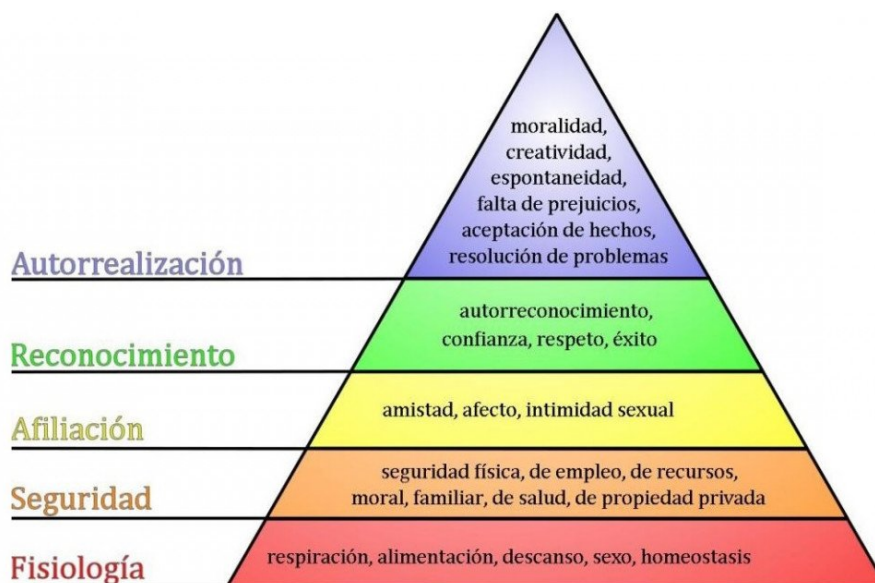 moralidad,
creatividad,
espontaneidad,
falta de prejuicios,
aceptación de hechos,
resolución de problemas
Autorrealización
autorreconocimiento,
confianza, respeto, éxito
Reconocimiento
amistad, afecto, intimidad sexual
Afiliación
seguridad física, de empleo, de recursos,
moral, familiar, de salud, de propiedad privada
Seguridad
respiración, alimentación, descanso, sexo, homeostasis
Fisiología